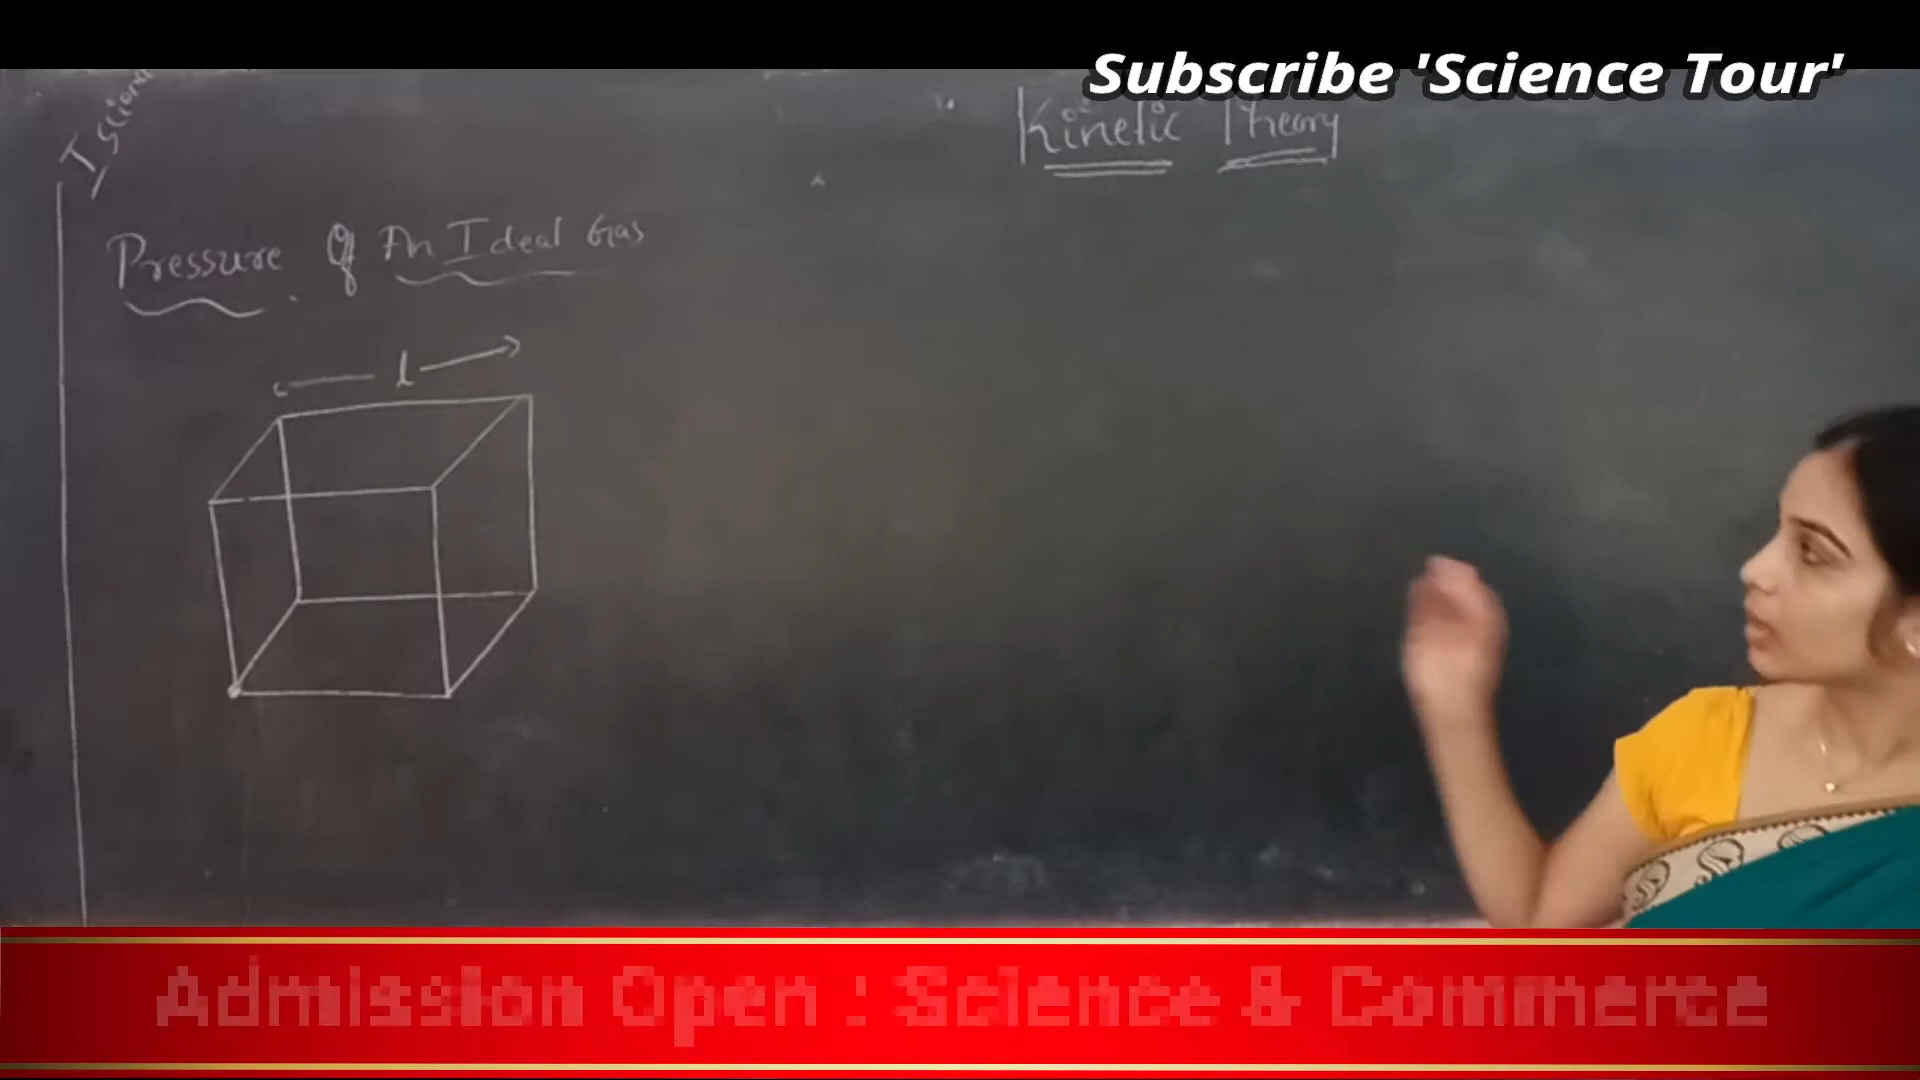 Subscribe 'Science Tour'
Kinetic Theory
Pressure Of An Ideal Gas
l
Admission Open : Science & Commerce